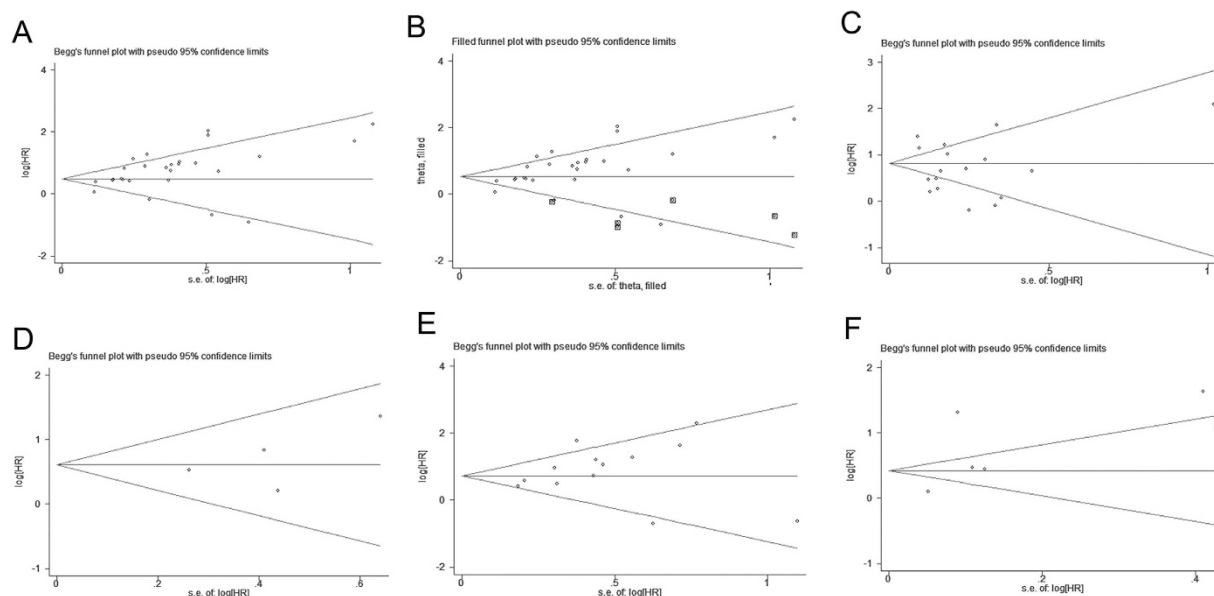 A
Begg's funnel plot with pseudo 95% confidence limits
log[HR]
4
2
0
-2
0
.5
1
s.e. of: log[HR]
B
Filled funnel plot with pseudo 95% confidence limits
theta, filled
4
2
0
-2
0
.5
1
s.e. of: theta, filled
C
Begg's funnel plot with pseudo 95% confidence limits
log[HR]
3
2
1
0
-1
0
.5
1
s.e. of: log[HR]
D
Begg's funnel plot with pseudo 95% confidence limits
log[HR]
2
1
0
-1
0
.2
.4
.6
s.e. of: log[HR]
E
Begg's funnel plot with pseudo 95% confidence limits
log[HR]
4
2
0
-2
0
.5
1
s.e. of: log[HR]
F
Begg's funnel plot with pseudo 95% confidence limits
log[HR]
2
1
0
-1
0
.2
.4
s.e. of: log[HR]